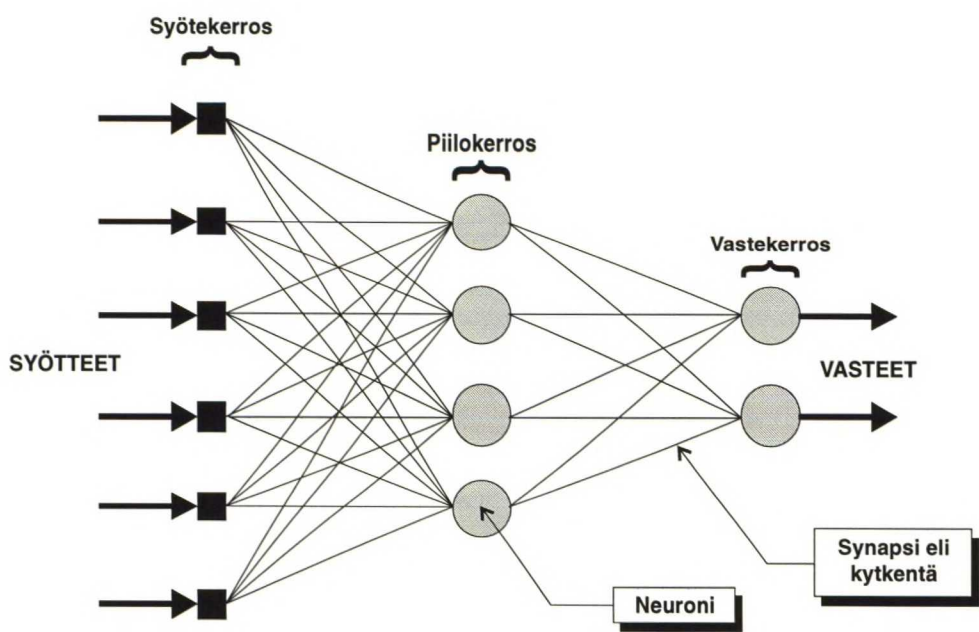 Syötekerros
Piilokerros
Vastekerros
SYÖTTEET
VASTEET
Synapsi eli
kytkentä
Neuroni